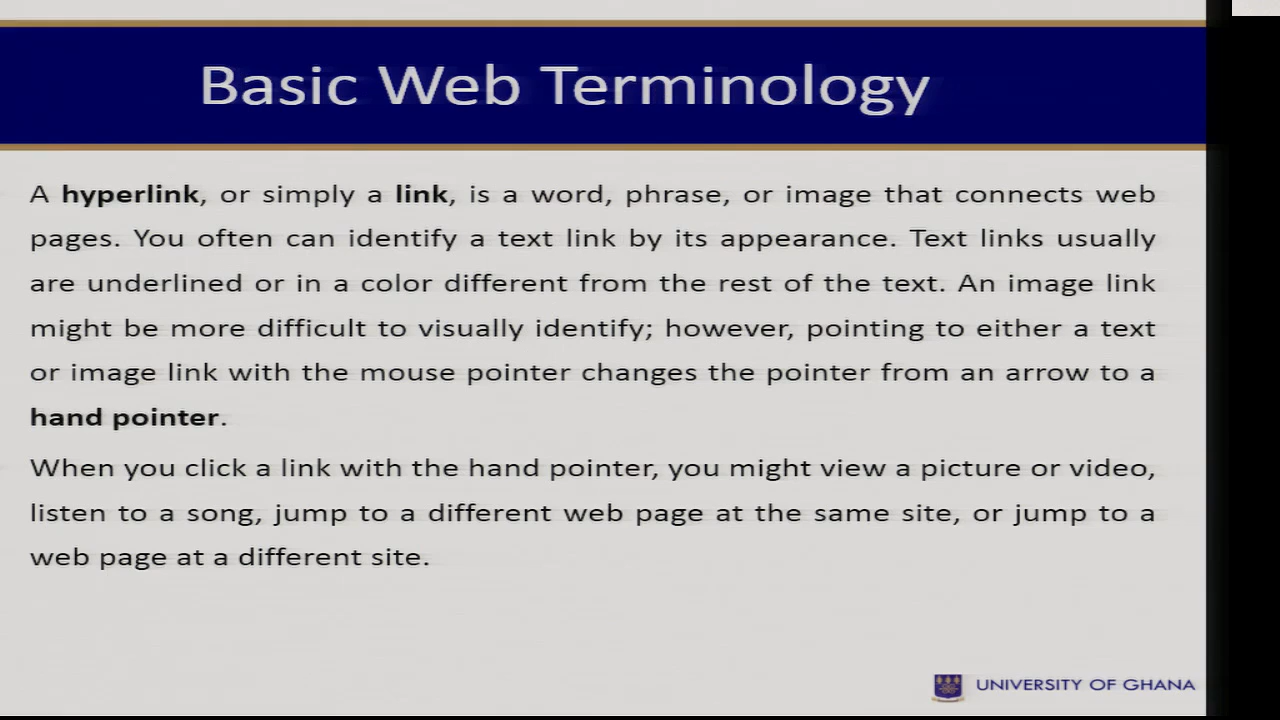 Basic Web Terminology
A hyperlink, or simply a link, is a word, phrase, or image that connects web
pages. You often can identify a text link by its appearance. Text links usually
are underlined or in a color different from the rest of the text. An image link
might be more difficult to visually identify; however, pointing to either a text
or image link with the mouse pointer changes the pointer from an arrow to a
hand pointer.
When you click a link with the hand pointer, you might view a picture or video,
listen to a song, jump to a different web page at the same site, or jump to a
web page at a different site.
UNIVERSITY OF GHANA